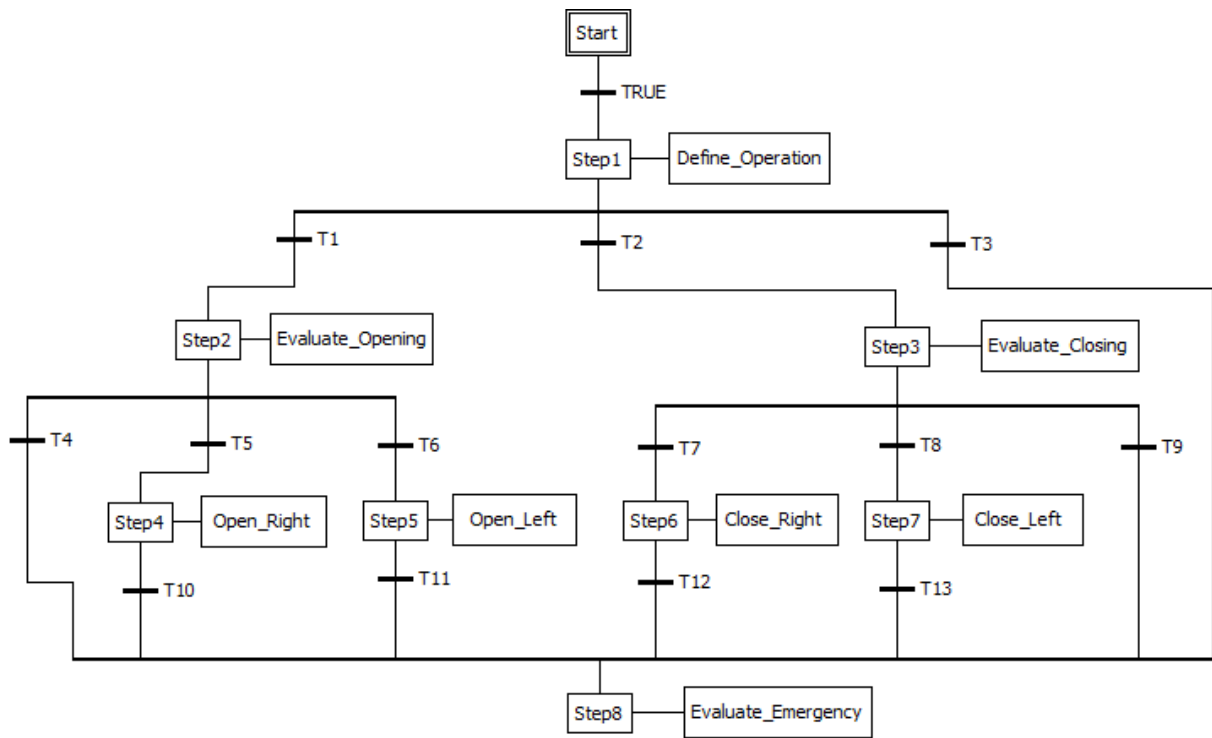 Start
TRUE
Step1
Define_Operation
T1
T2
T3
Step2
Evaluate_Opening
Step3
Evaluate_Closing
T4
T5
T6
T7
T8
T9
Step4
Open_Right
Step5
Open_Left
Step6
Close_Right
Step7
Close_Left
T10
T11
T12
T13
Step8
Evaluate_Emergency